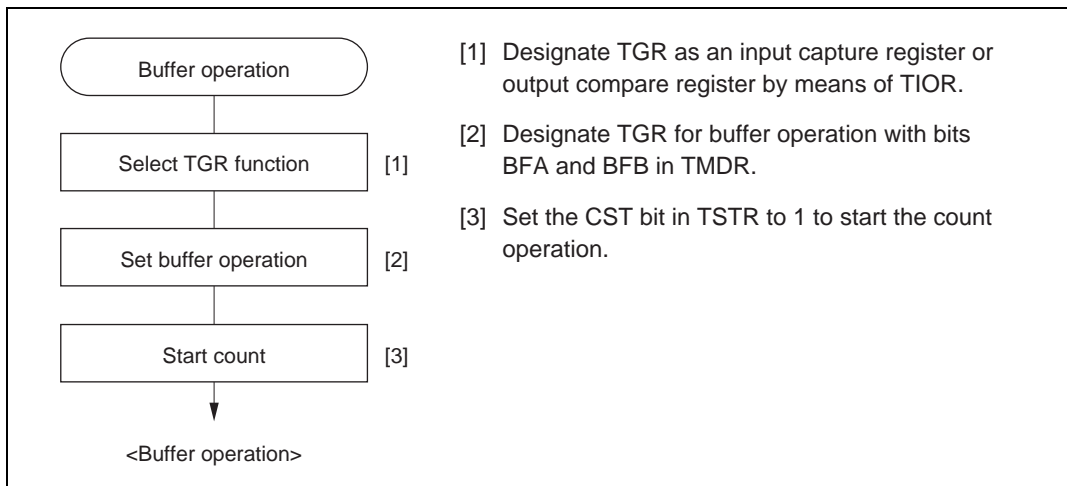 Buffer operation
Select TGR function
[1]
Set buffer operation
[2]
Start count
[3]
<Buffer operation>
[1] Designate TGR as an input capture register or
output compare register by means of TIOR.
[2] Designate TGR for buffer operation with bits
BFA and BFB in TMDR.
[3] Set the CST bit in TSTR to 1 to start the count
operation.